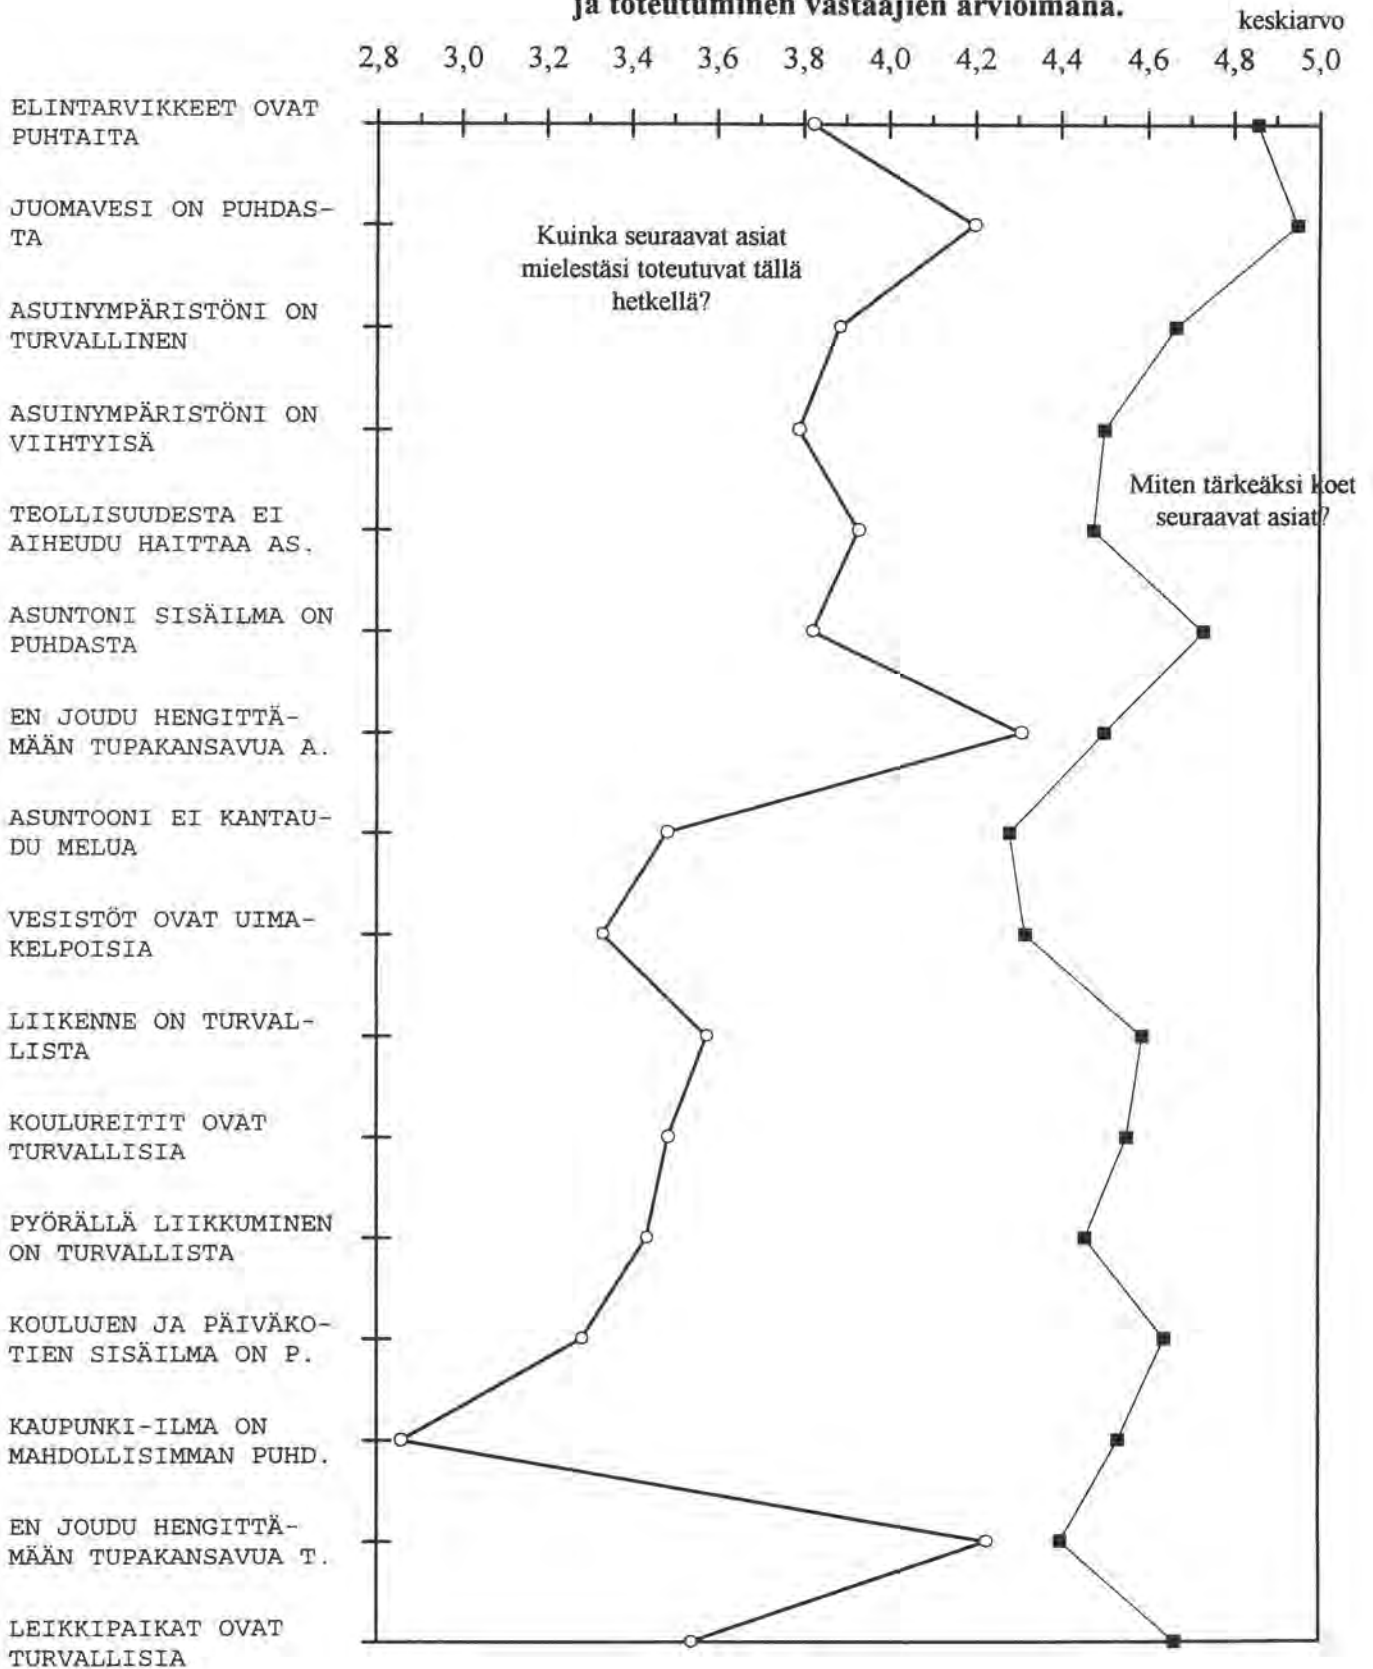 ja toteutuminen vastaajien arvioimana.
keskiarvo
2,8 3,0 3,2 3,4 3,6 3,8 4,0 4,2 4,4 4,6 4,8 5,0
ELINTARVIKKEET OVAT
PUHTAITA
JUOMAVESI ON PUHDAS-
TA
Kuinka seuraavat asiat
mielestäsi toteutuvat tällä
hetkellä?
ASUINYMPÄRISTÖNI ON
TURVALLINEN
ASUINYMPÄRISTÖNI ON
VIIHTYISÄ
Miten tärkeäksi koet
seuraavat asiat?
TEOLLISUUDESTA EI
AIHEUDU HAITTAA AS.
ASUNTONI SISÄILMA ON
PUHDASTA
EN JOUDU HENGITTÄ-
MÄÄN TUPAKANSAVUA A.
ASUNTOONI EI KANTAU-
DU MELUA
VESISTÖT OVAT UIMA-
KELPOISIA
LIIKENNE ON TURVAL-
LISTA
KOULUREITIT OVAT
TURVALLISIA
PYÖRÄLLÄ LIIKKUMINEN
ON TURVALLISTA
KOULUJEN JA PÄIVÄKO-
TIEN SISÄILMA ON P.
KAUPUNKI-ILMA ON
MAHDOLLISIMMAN PUHD.
EN JOUDU HENGITTÄ-
MÄÄN TUPAKANSAVUA T.
LEIKKIPAIKAT OVAT
TURVALLISIA